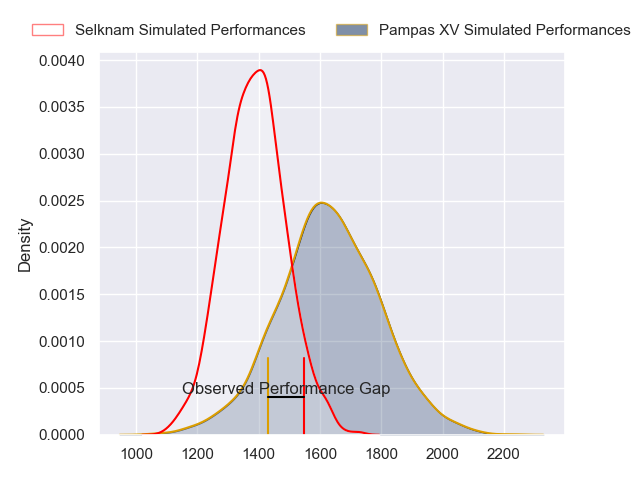 Selknam Simulated Performances
Pampas XV Simulated Performances
0.0040
0.0035
0.0030
0.0025
0.0020
0.0015
0.0010
0.0005
0.0000
Density
Observed Performance Gap
1000 1200 1400 1600 1800 2000 2200